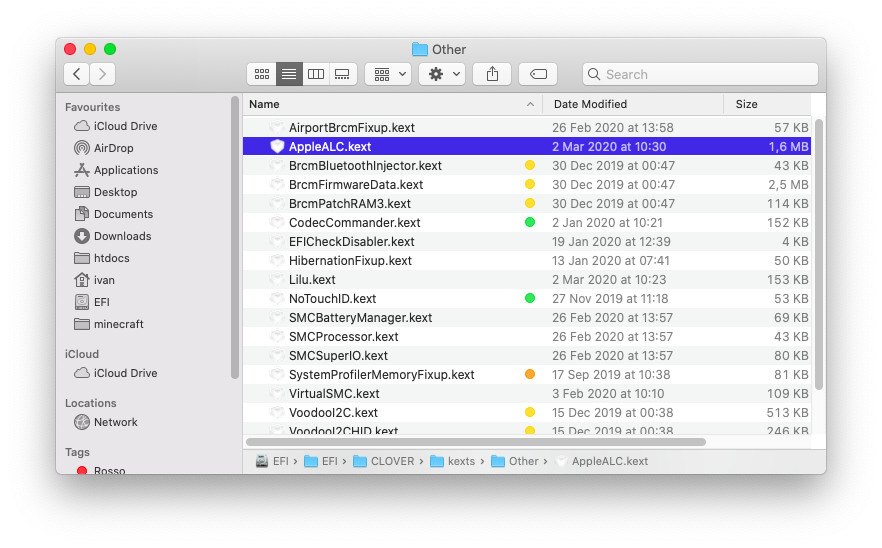 Other
Search
Favourites
iCloud Drive
AirDrop
Applications
Desktop
Documents
Downloads
htdocs
ivan
EFI
minecraft
iCloud
iCloud Drive
Locations
Network
Tags
Rosso
Name Date Modified Size
AirportBrcmFixup.kext 26 Feb 2020 at 13:58 57 KB
AppleALC.kext 2 Mar 2020 at 10:30 1,6 MB
BrcmBluetoothInjector.kext 30 Dec 2019 at 00:47 43 KB
BrcmFirmwareData.kext 30 Dec 2019 at 00:47 2,5 MB
BrcmPatchRAM3.kext 30 Dec 2019 at 00:47 114 KB
CodecCommander.kext 2 Jan 2020 at 10:21 152 KB
EFICheckDisabler.kext 19 Jan 2020 at 12:39 4 KB
HibernationFixup.kext 13 Jan 2020 at 07:41 50 KB
Lilu.kext 2 Mar 2020 at 10:23 153 KB
NoTouchID.kext 27 Nov 2019 at 11:18 53 KB
SMCBatteryManager.kext 26 Feb 2020 at 13:57 69 KB
SMCProcessor.kext 26 Feb 2020 at 13:57 43 KB
SMCSuperIO.kext 26 Feb 2020 at 13:57 80 KB
SystemProfilerMemoryFixup.kext 17 Sep 2019 at 10:38 81 KB
VirtualSMC.kext 3 Feb 2020 at 10:10 109 KB
VoodooI2C.kext 15 Dec 2019 at 00:38 513 KB
VoodooI2CHID.kext 15 Dec 2019 at 00:38 246 KB
EFI › EFI › CLOVER › kexts › Other › AppleALC.kext